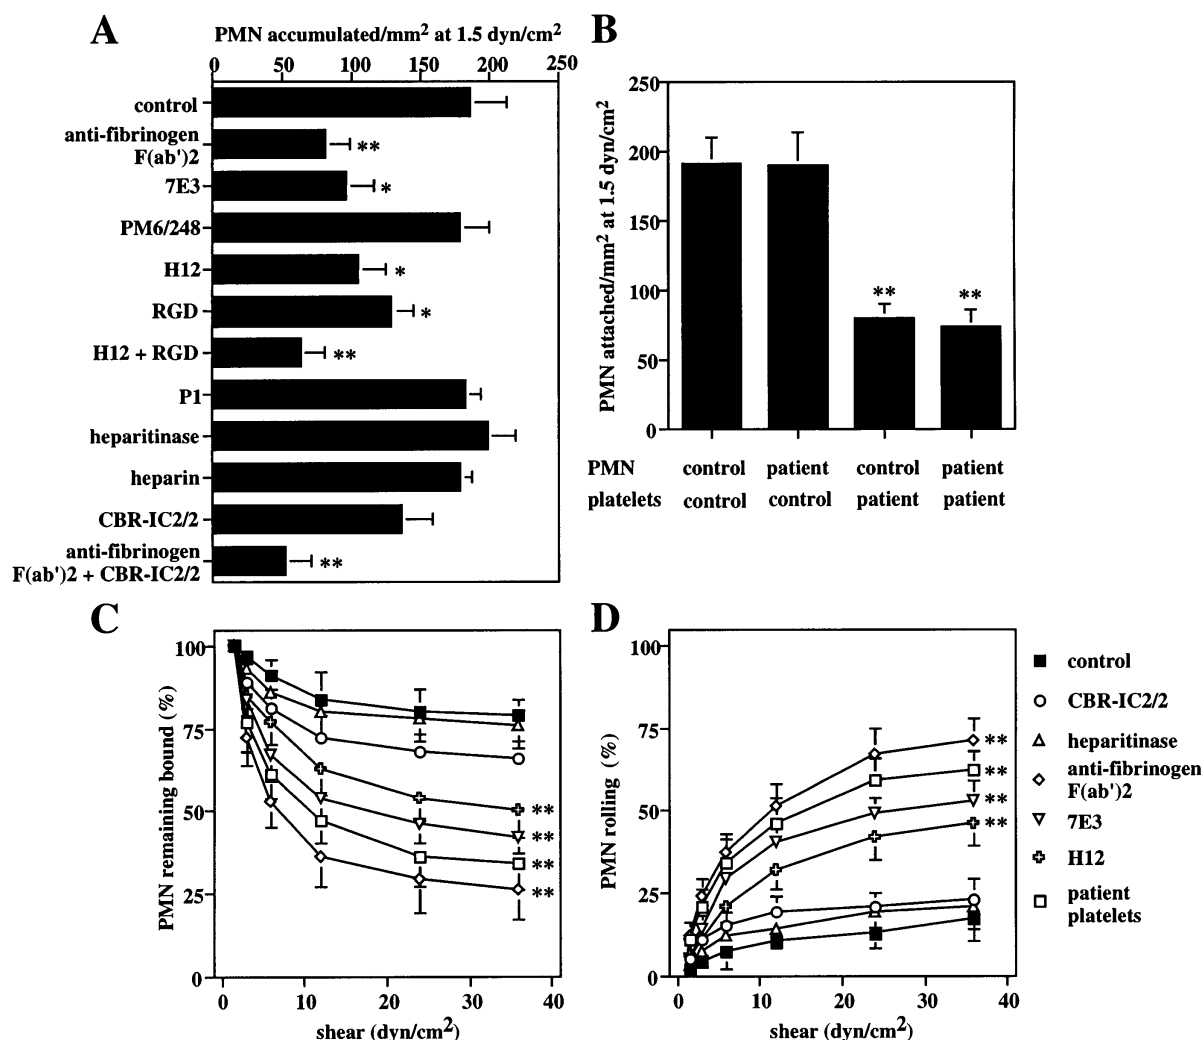 A
PMN accumulated/mm2 at 1.5 dyn/cm2
0 50 100 150 200 250
control
anti-fibrinogen
F(ab')2
**
7E3
*
PM6/248
H12
*
RGD
*
H12 + RGD
**
P1
heparitinase
heparin
CBR-IC2/2
anti-fibrinogen
F(ab')2 + CBR-IC2/2
**
B
PMN attached/mm2 at 1.5 dyn/cm2
250
200
150
100
50
0
** **
PMN control patient control patient
platelets control control patient patient
C
PMN remaining bound (%)
100
75
50
25
0
**
**
**
**
0 10 20 30 40
shear (dyn/cm2)
D
PMN rolling (%)
100
75
50
25
0
**
**
**
**
0 10 20 30 40
shear (dyn/cm2)
control
CBR-IC2/2
heparitinase
anti-fibrinogen
F(ab')2
7E3
H12
patient
platelets